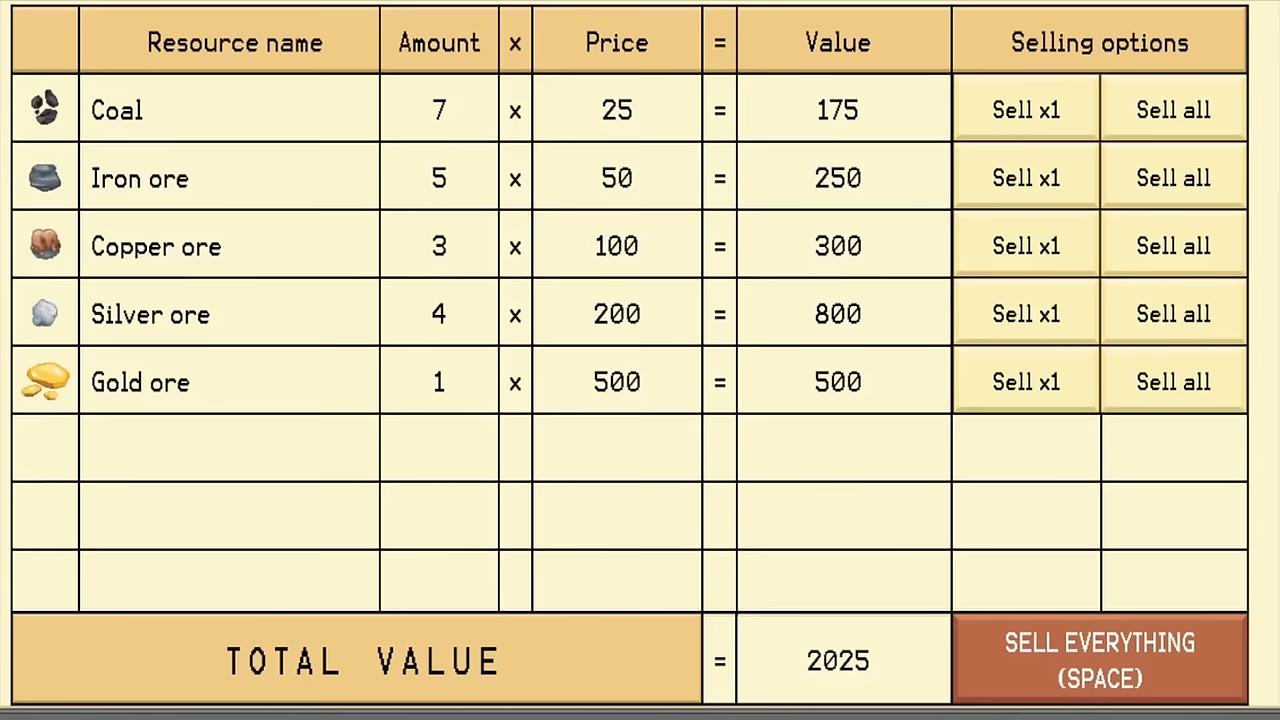 Resource name Amount x Price = Value Selling options
Coal 7 x 25 = 175 Sell x1 Sell all
Iron ore 5 x 50 = 250 Sell x1 Sell all
Copper ore 3 x 100 = 300 Sell x1 Sell all
Silver ore 4 x 200 = 800 Sell x1 Sell all
Gold ore 1 x 500 = 500 Sell x1 Sell all
TOTAL VALUE = 2025 SELL EVERYTHING
(SPACE)